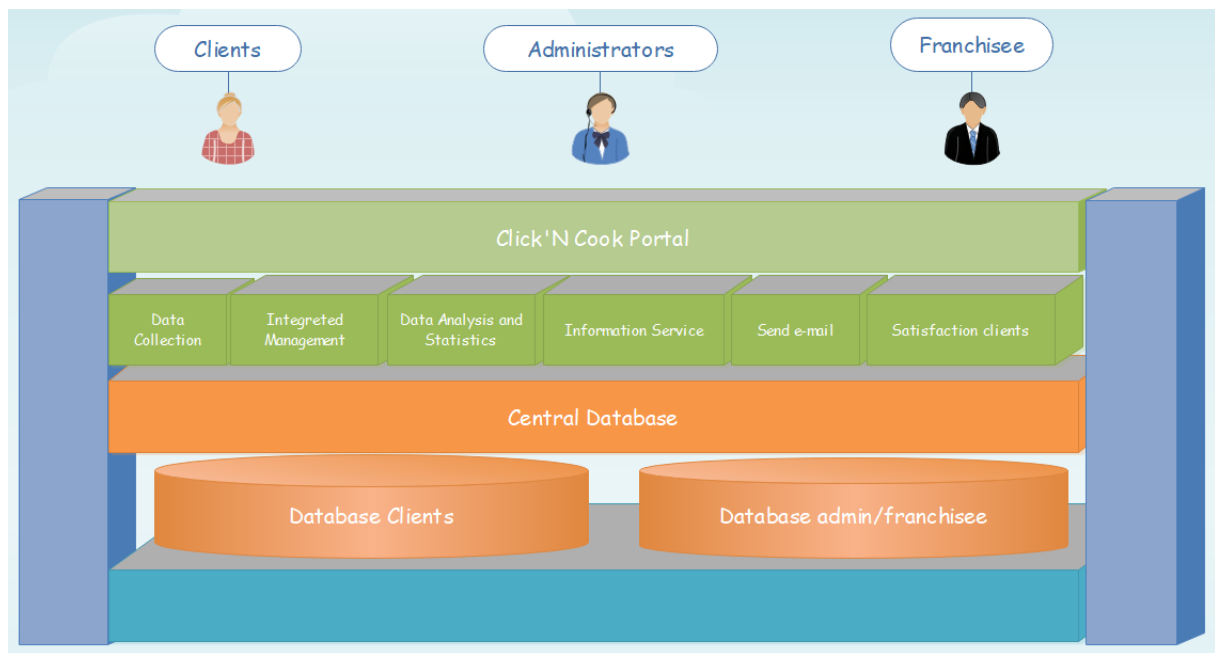 Clients
Administrators
Franchisee
Click'N Cook Portal
Data
Collection
Integreted
Management
Data Analysis and
Statistics
Information Service
Send e-mail
Satisfaction clients
Central Database
Database Clients
Database admin/franchisee